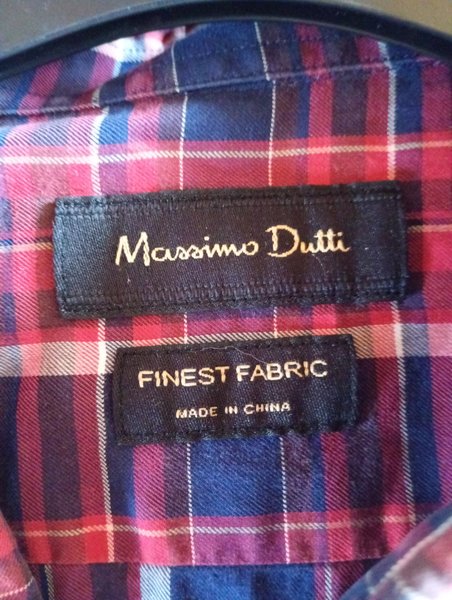 Massimo Dutti
FINEST FABRIC
MADE IN CHINA